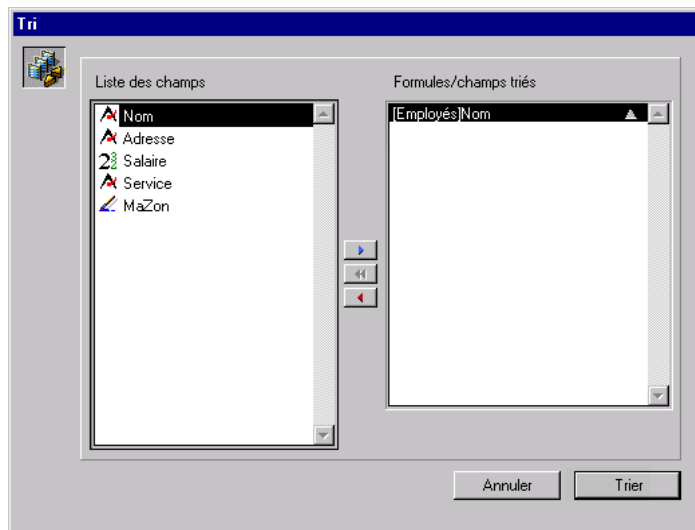 Tri
Liste des champs
Nom
Adresse
Salaire
Service
MaZon
Formules/champs triés
[Employés]Nom
Annuler
Trier